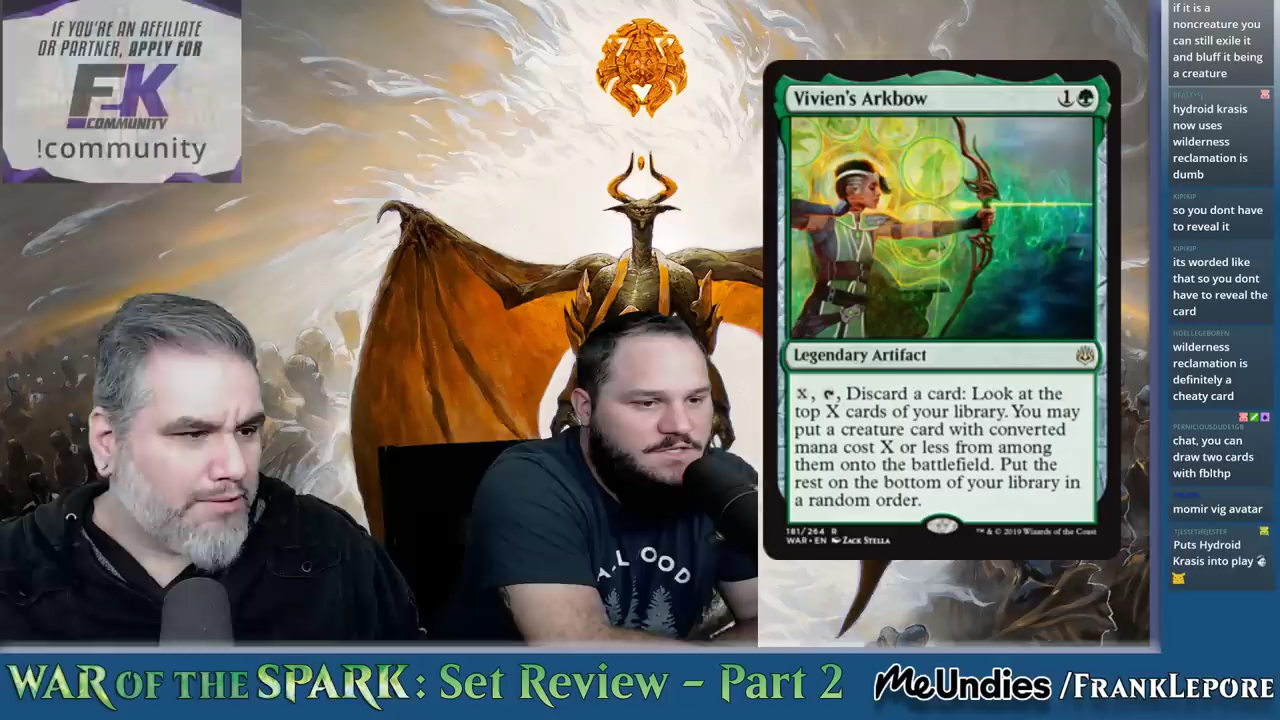 IF YOU'RE AN AFFILIATE
OR PARTNER, APPLY FOR
FK
COMMUNITY
!community
Vivien's Arkbow
1
Legendary Artifact
X, , Discard a card: Look at the
top X cards of your library. You may
put a creature card with converted
mana cost X or less from among
them onto the battlefield. Put the
rest on the bottom of your library in
a random order.
181/264 R
WAR • EN ZACK STELLA
™ & © 2019 Wizards of the Coast
OOD
if it is a
noncreature you
can still exile it
and bluff it being
a creature
hydroid krasis
now uses
wilderness
reclamation is
dumb
KIPIKIP
so you dont have
to reveal it
KIPIKIP
its worded like
that so you dont
have to reveal the
card
HOELLEGEBOREN
wilderness
reclamation is
definitely a
cheaty card
PERNICIOUSDUDE1GB
chat, you can
draw two cards
with fblthp
momir vig avatar
TJESSETHEJESTER
Puts Hydroid
Krasis into play
WAR OF THE SPARK: Set Review - Part 2
MeUndies /FRANKLEPORE